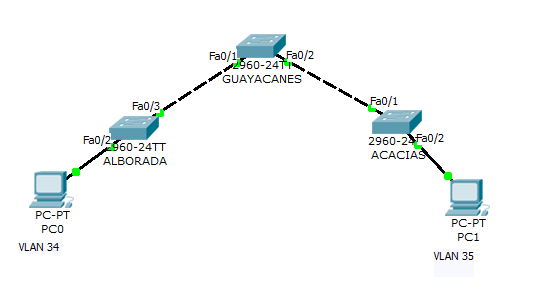 Fa0/1
Fa0/2
2960-24TT
GUAYACANES
Fa0/3
Fa0/1
Fa0/2
2960-24TT
ALBORADA
2960-24TT
Fa0/2
ACACIAS
PC-PT
PC0
PC-PT
PC1
VLAN 34
VLAN 35